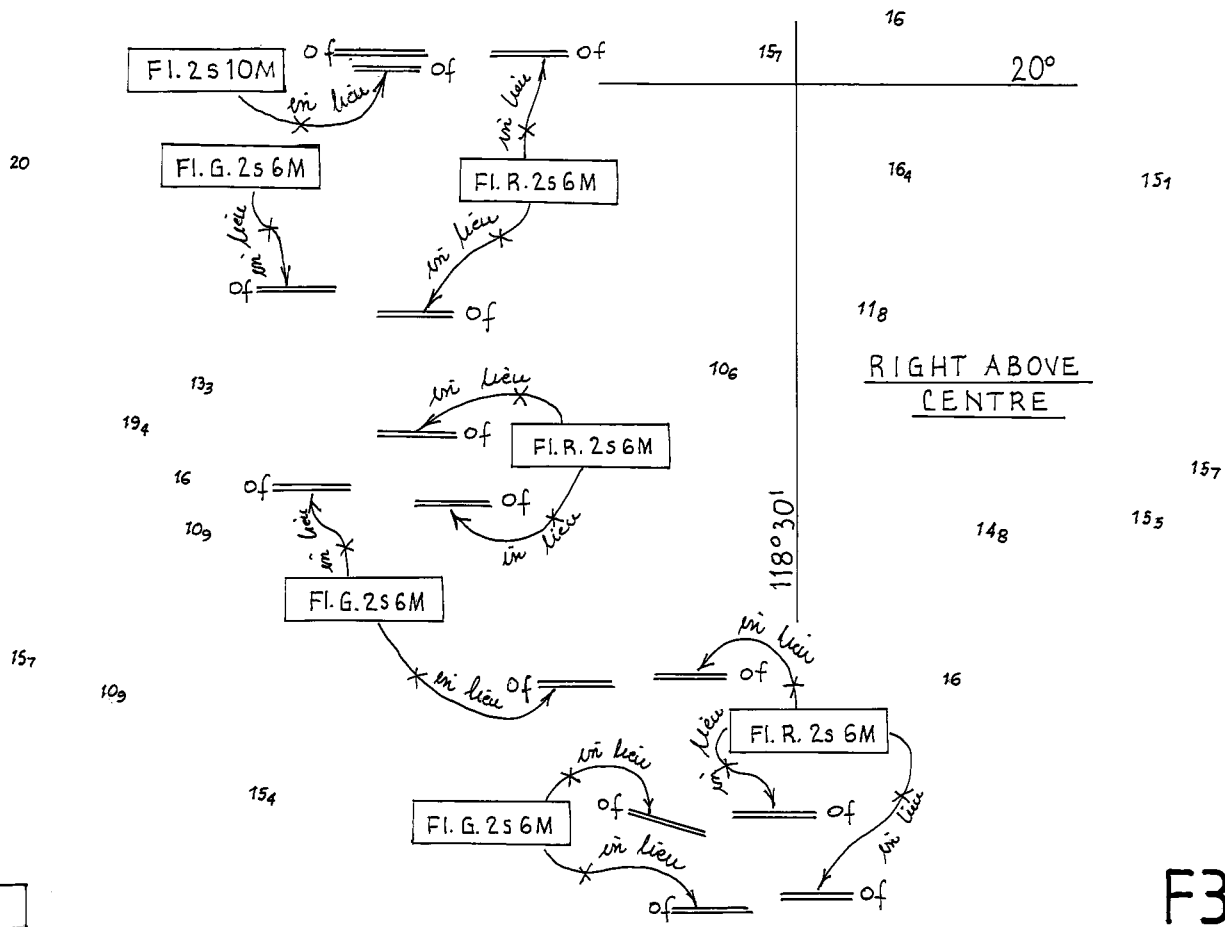 16
Of
Of
Of
15₇
20°
Fl. 2s 10M
in lieu
in lieu
20
Fl. G. 2s 6M
Fl. R. 2s 6M
16₄
15₁
in lieu
in lieu
Of
Of
11₈
13₃
in lieu
10₆
RIGHT ABOVE
CENTRE
19₄
Of
Fl. R. 2s 6M
16
Of
Of
15₇
10₉
in lieu
in lieu
118°30'
14₈
15₅
Fl. G. 2s 6M
in lieu
15₇
10₉
in lieu
Of
Of
16
in lieu
Fl. R. 2s 6M
in lieu
15₄
Of
Of
in lieu
Fl. G. 2s 6M
in lieu
Of
Of
F3